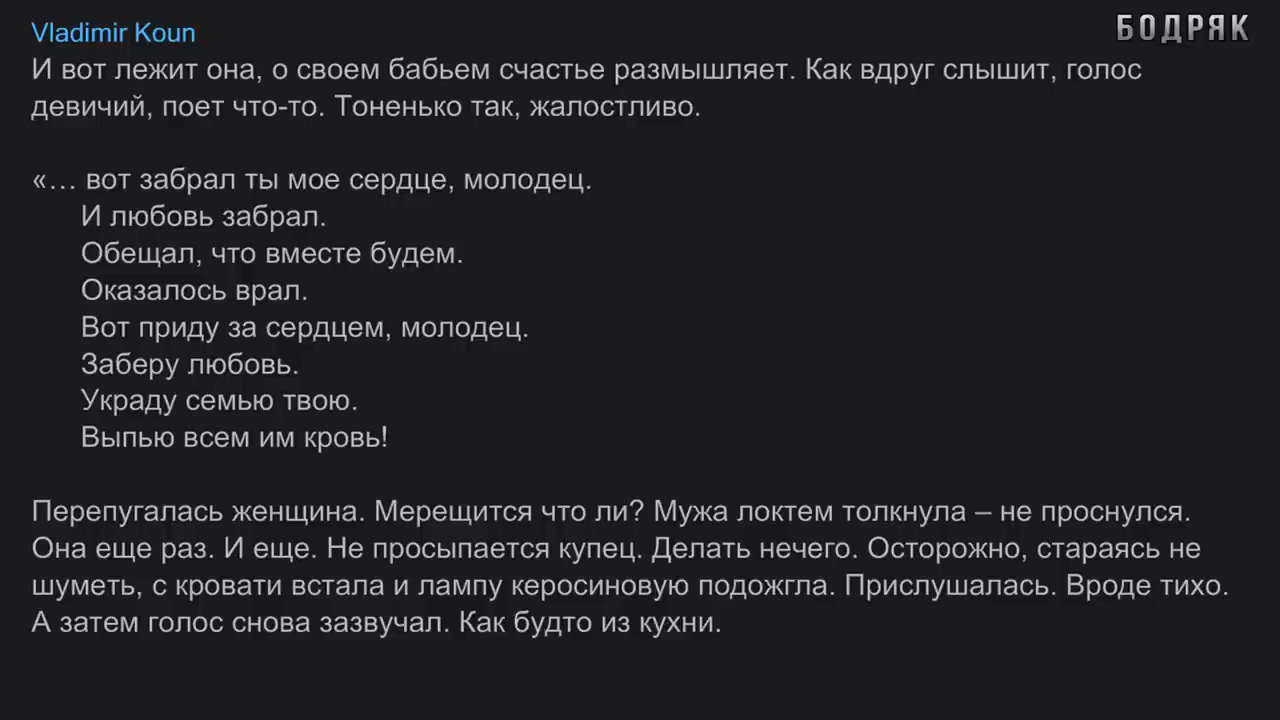 Vladimir Koun
БОДРЯК
И вот лежит она, о своем бабьем счастье размышляет. Как вдруг слышит, голос
девичий, поет что-то. Тоненько так, жалостливо.
«… вот забрал ты мое сердце, молодец.
И любовь забрал.
Обещал, что вместе будем.
Оказалось врал.
Вот приду за сердцем, молодец.
Заберу любовь.
Украду семью твою.
Выпью всем им кровь!
Перепугалась женщина. Мерещится что ли? Мужа локтем толкнула – не проснулся.
Она еще раз. И еще. Не просыпается купец. Делать нечего. Осторожно, стараясь не
шуметь, с кровати встала и лампу керосиновую подожгла. Прислушалась. Вроде тихо.
А затем голос снова зазвучал. Как будто из кухни.